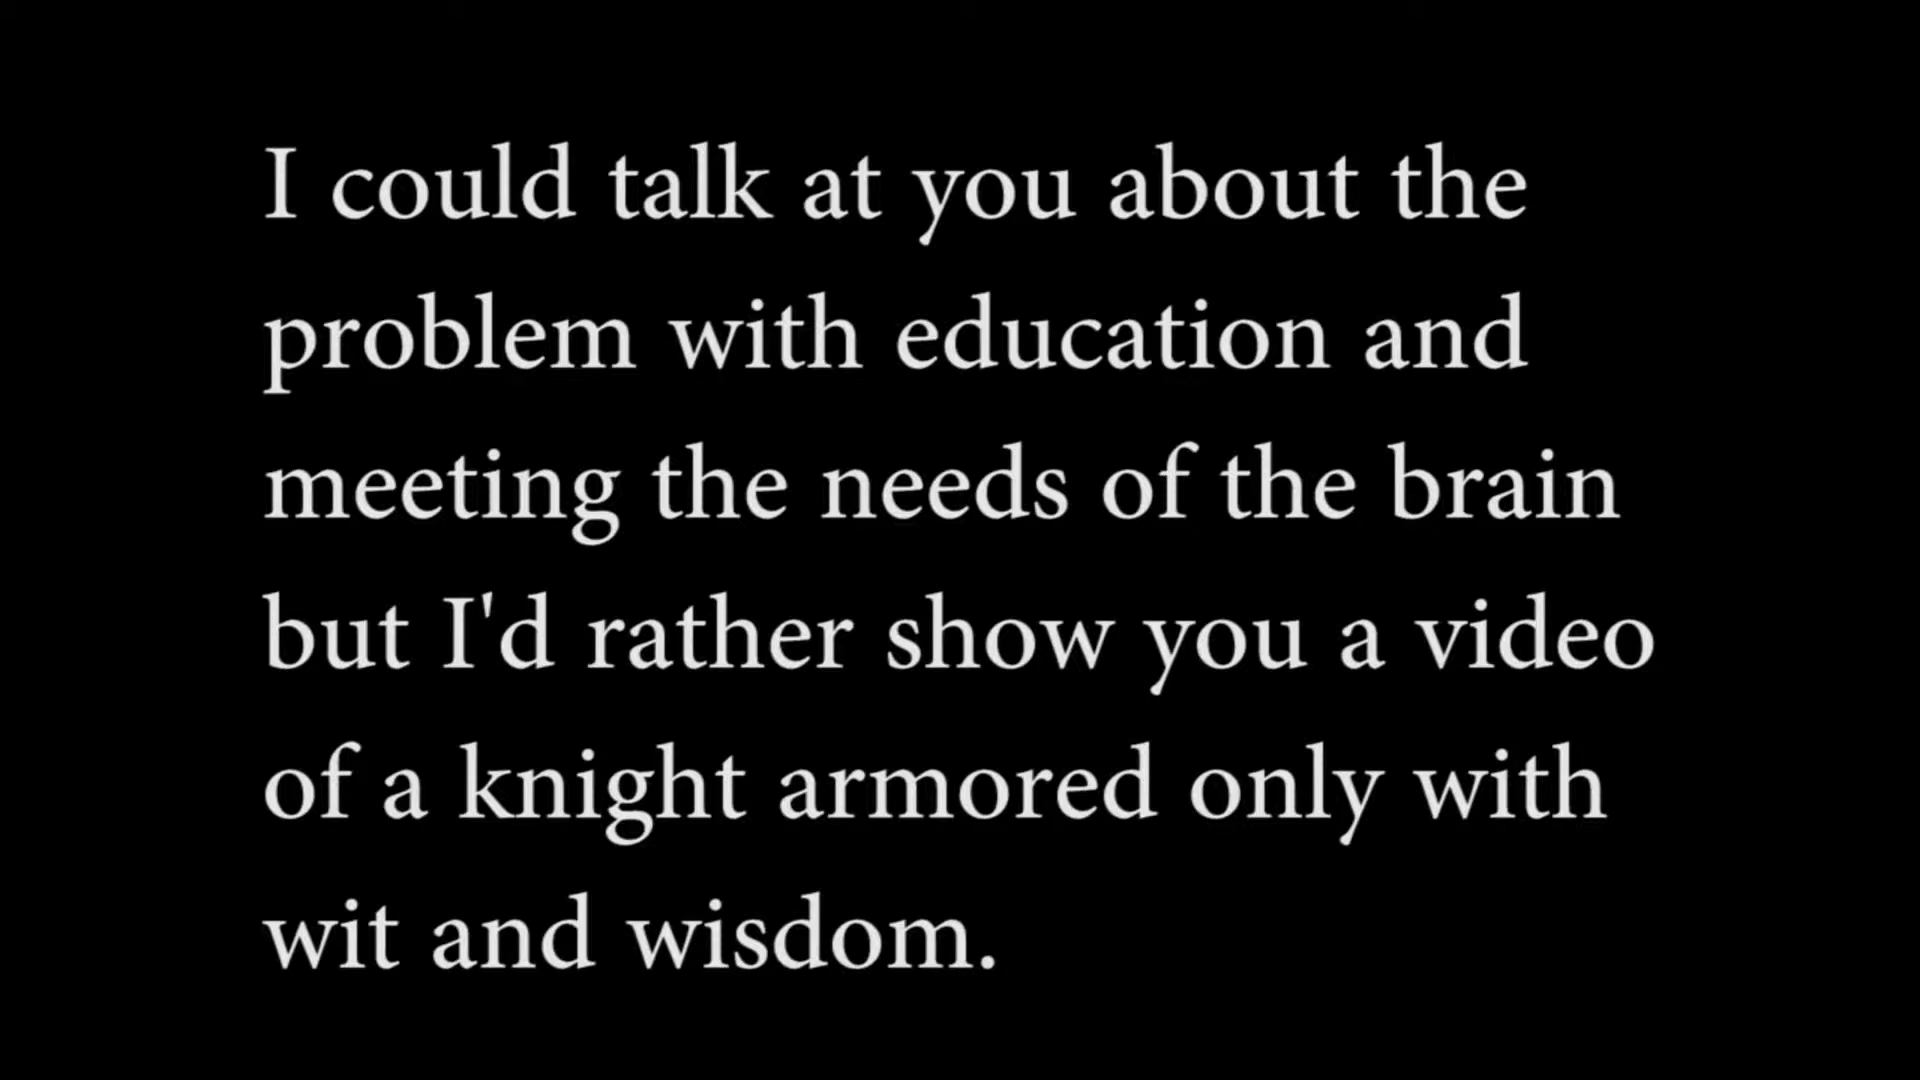 I could talk at you about the
problem with education and
meeting the needs of the brain
but I'd rather show you a video
of a knight armored only with
wit and wisdom.